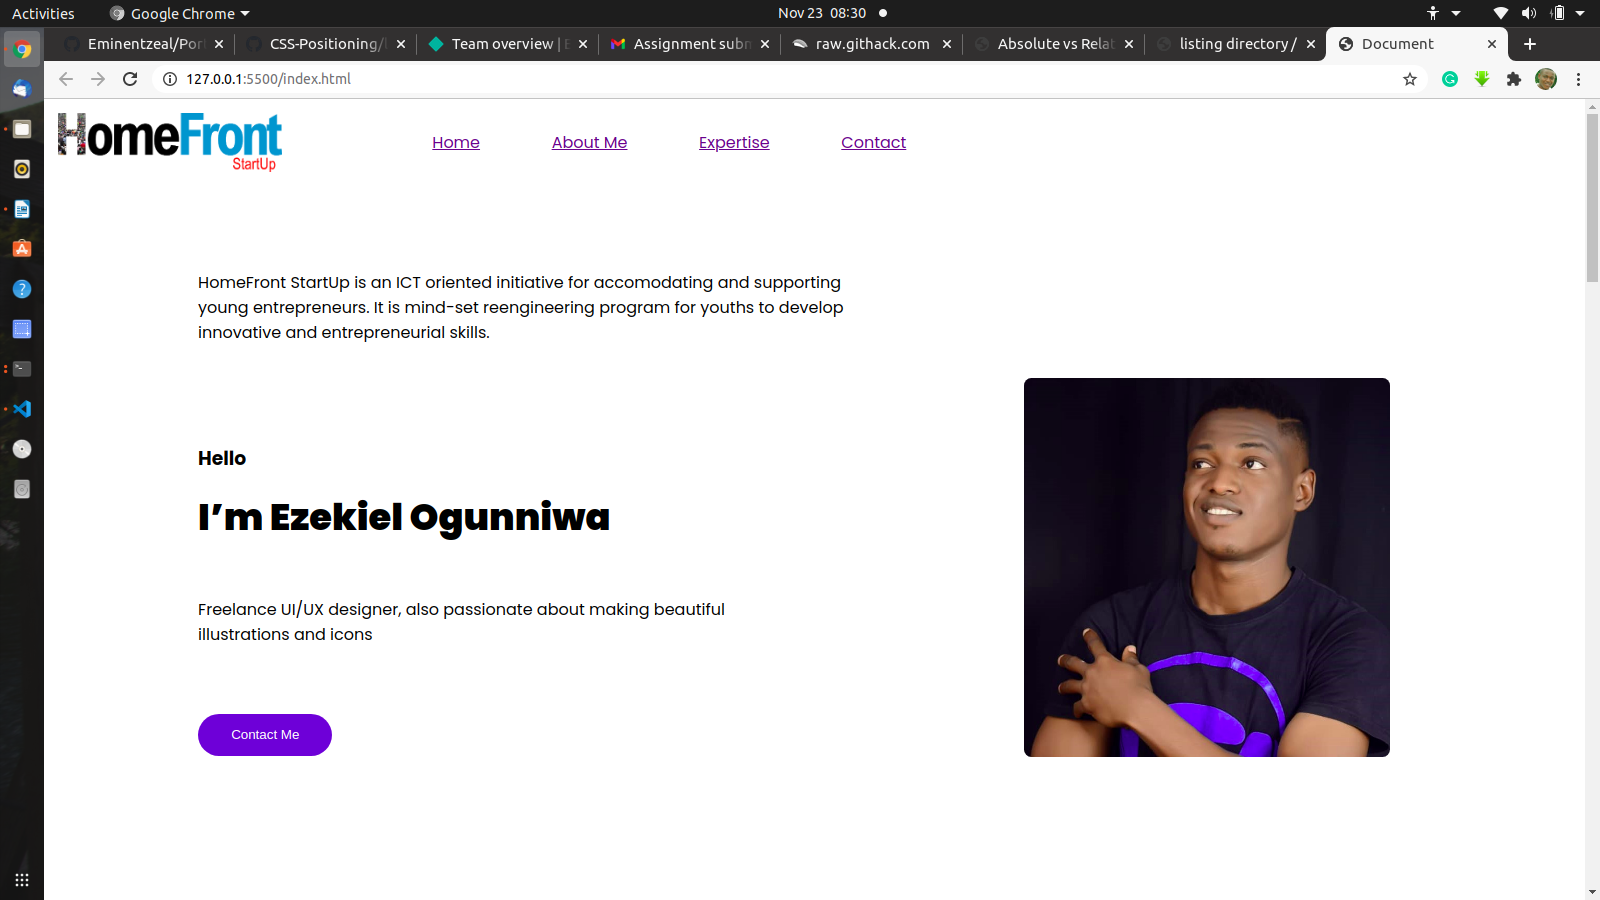 Activities
Google Chrome
Nov 23 08:30
Eminentzeal/Por
CSS-Positioning/
Team overview | E
Assignment subm
raw.githack.com
Absolute vs Relat
listing directory /
Document
127.0.0.1:5500/index.html
HomeFront
StartUp
Home
About Me
Expertise
Contact
HomeFront StartUp is an ICT oriented initiative for accomodating and supporting
young entrepreneurs. It is mind-set reengineering program for youths to develop
innovative and entrepreneurial skills.
Hello
I’m Ezekiel Ogunniwa
Freelance UI/UX designer, also passionate about making beautiful
illustrations and icons
Contact Me